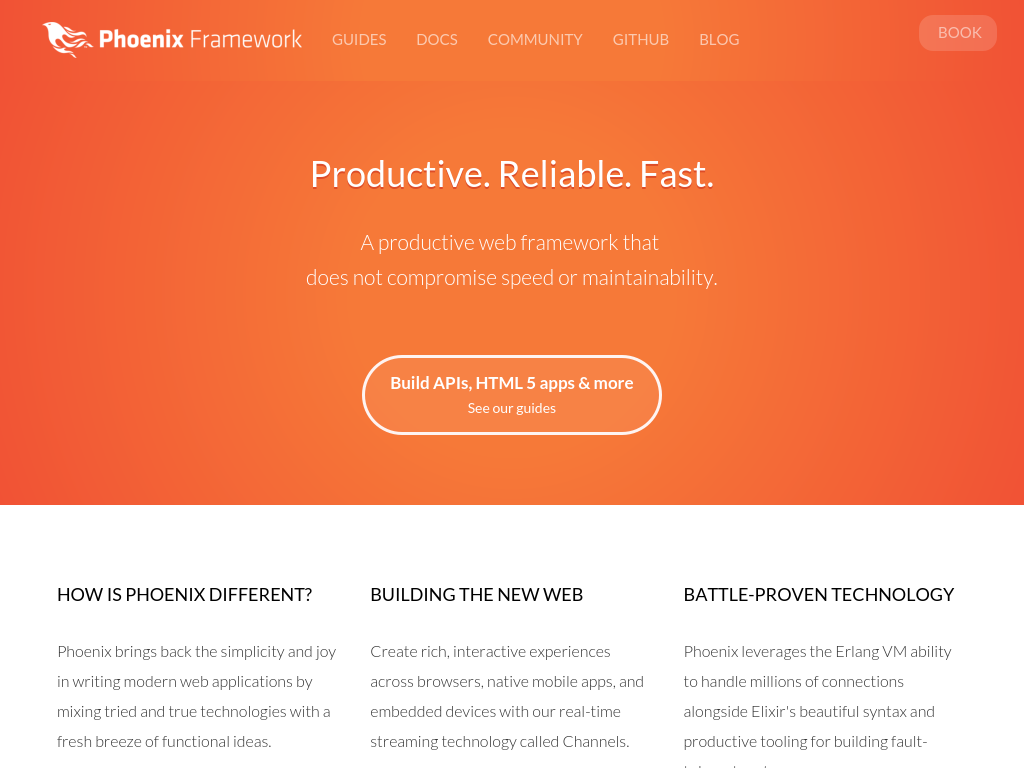 Phoenix Framework
GUIDES
DOCS
COMMUNITY
GITHUB
BLOG
BOOK
Productive. Reliable. Fast.
A productive web framework that
does not compromise speed or maintainability.
Build APIs, HTML 5 apps & more
See our guides
HOW IS PHOENIX DIFFERENT?
Phoenix brings back the simplicity and joy
in writing modern web applications by
mixing tried and true technologies with a
fresh breeze of functional ideas.
BUILDING THE NEW WEB
Create rich, interactive experiences
across browsers, native mobile apps, and
embedded devices with our real-time
streaming technology called Channels.
BATTLE-PROVEN TECHNOLOGY
Phoenix leverages the Erlang VM ability
to handle millions of connections
alongside Elixir's beautiful syntax and
productive tooling for building fault-